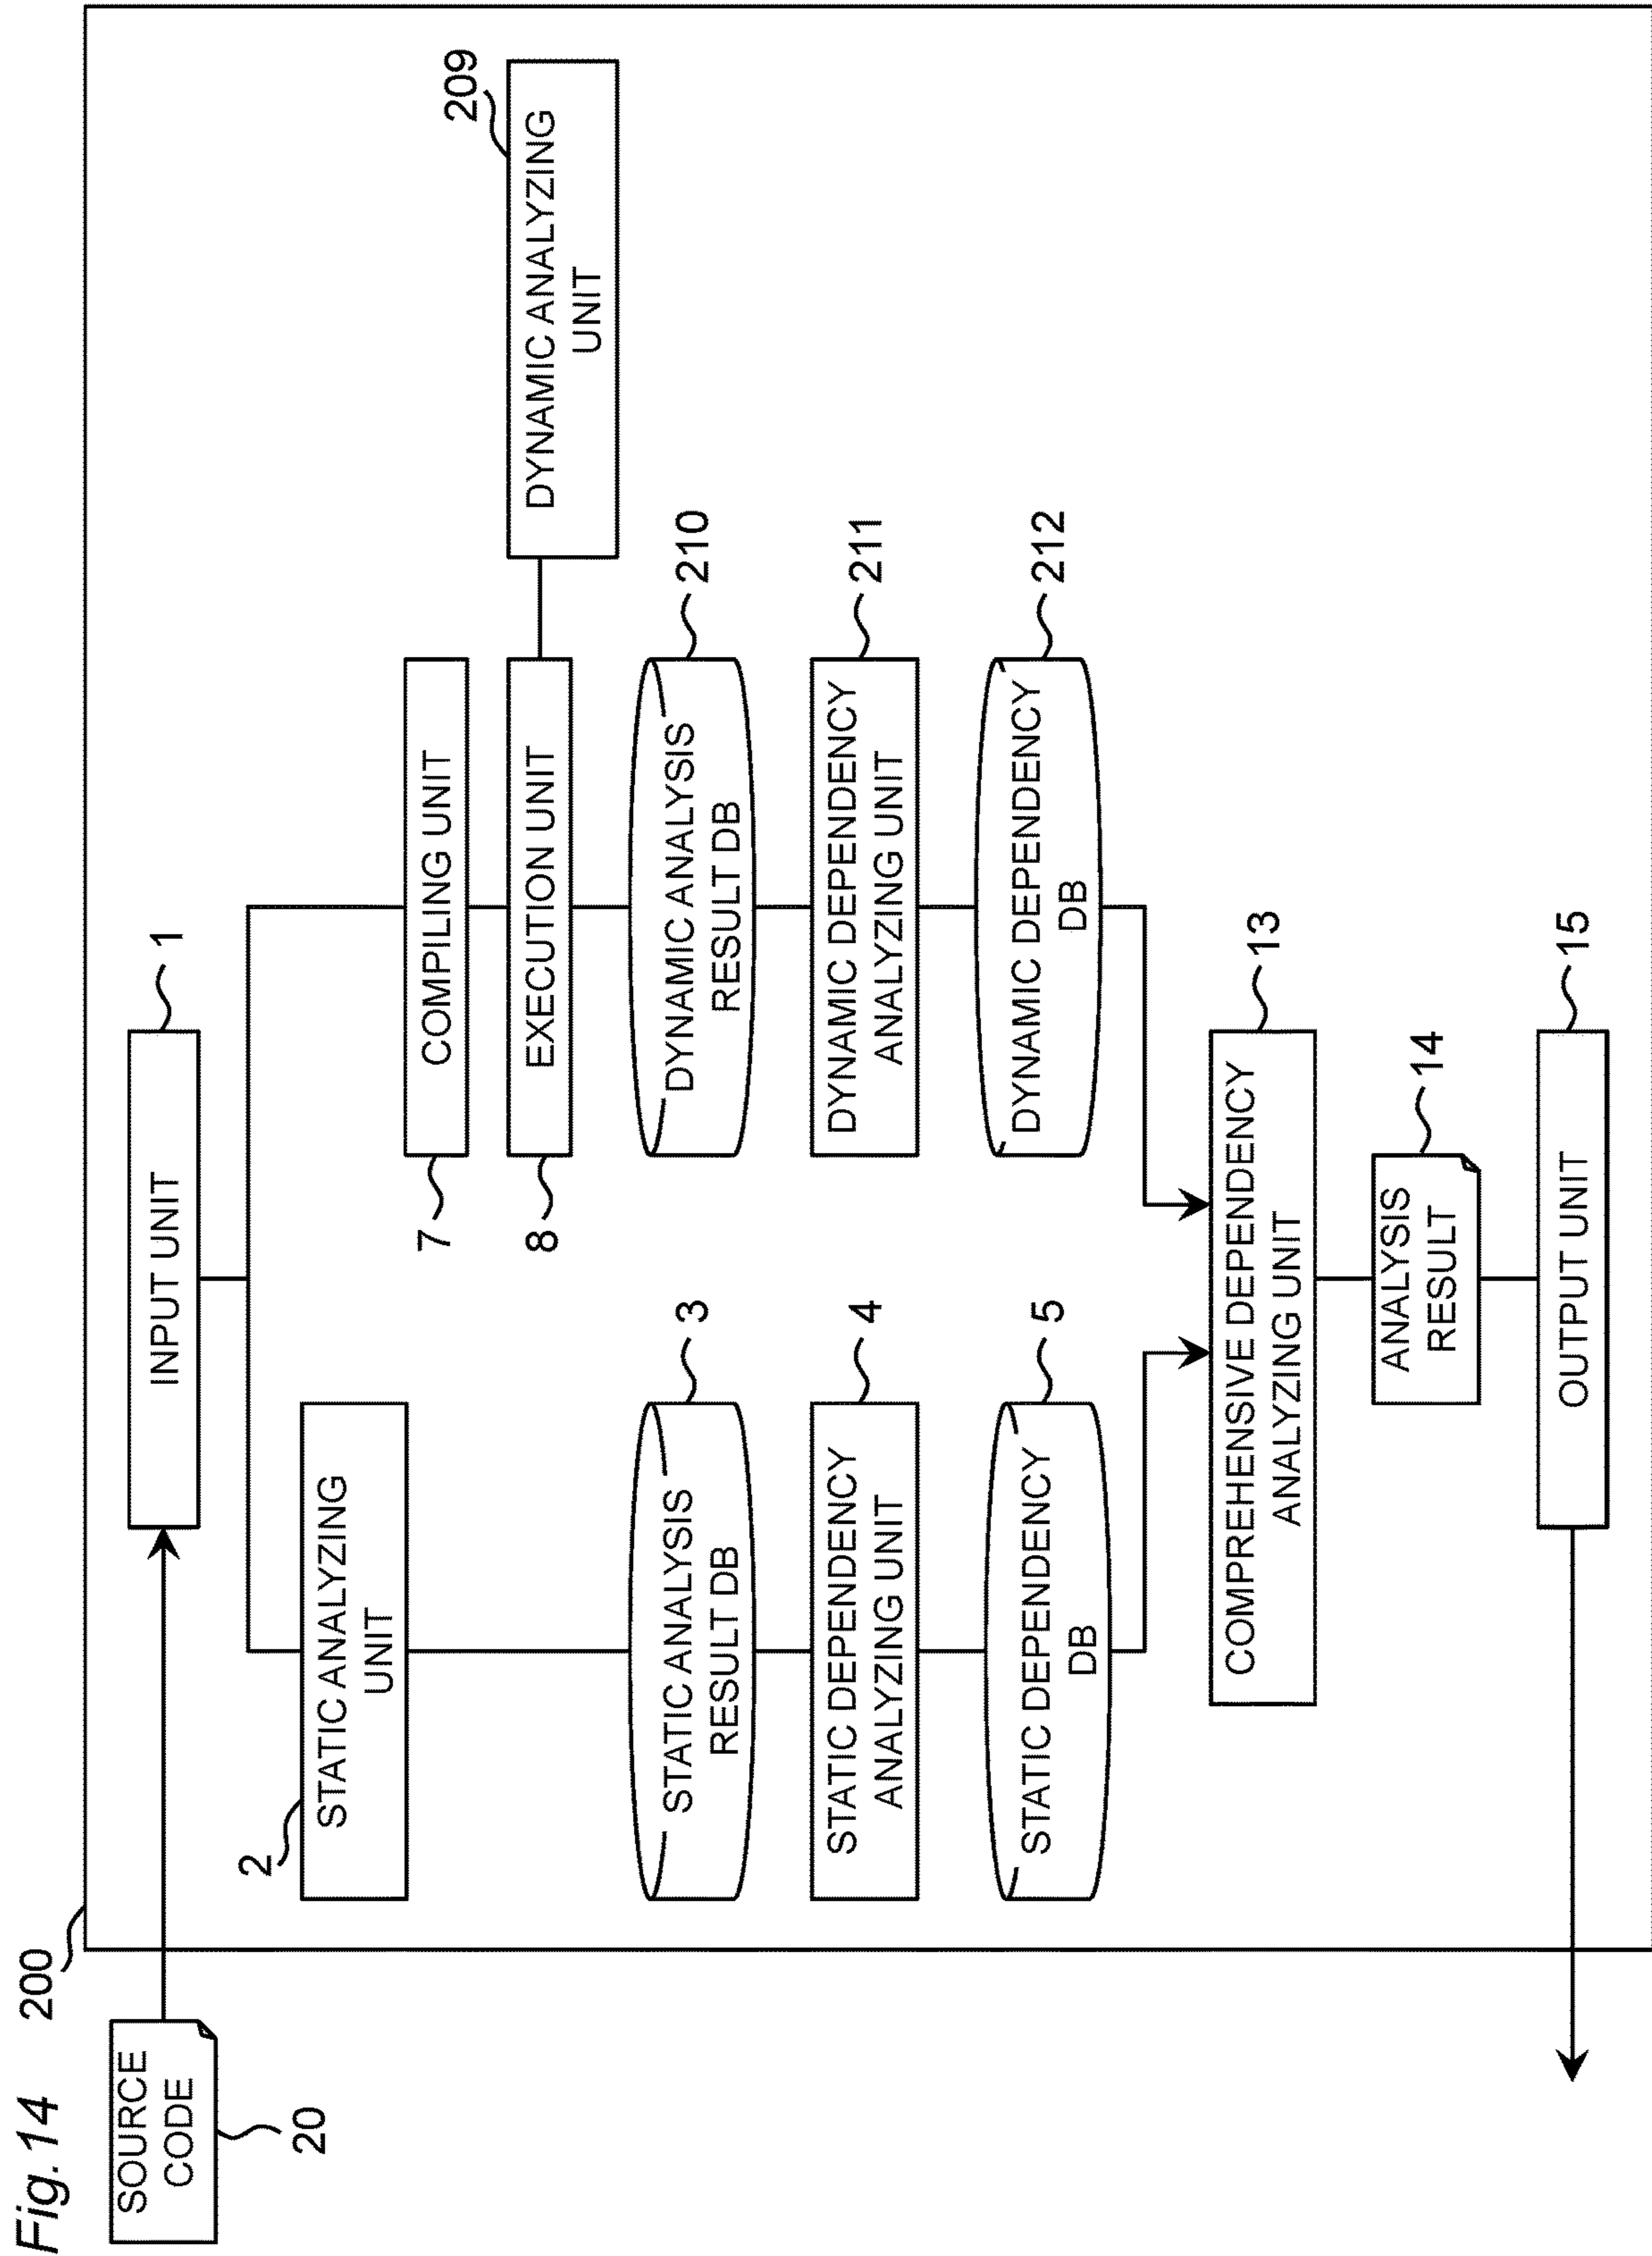 Fig. 14
200
SOURCE
CODE
20
INPUT UNIT
1
2
STATIC ANALYZING
UNIT
COMPILING UNIT
7
EXECUTION UNIT
8
DYNAMIC ANALYZING
UNIT
209
STATIC ANALYSIS
RESULT DB
3
DYNAMIC ANALYSIS
RESULT DB
210
STATIC DEPENDENCY
ANALYZING UNIT
4
DYNAMIC DEPENDENCY
ANALYZING UNIT
211
STATIC DEPENDENCY
DB
5
DYNAMIC DEPENDENCY
DB
212
COMPREHENSIVE DEPENDENCY
ANALYZING UNIT
13
ANALYSIS
RESULT
14
OUTPUT UNIT
15